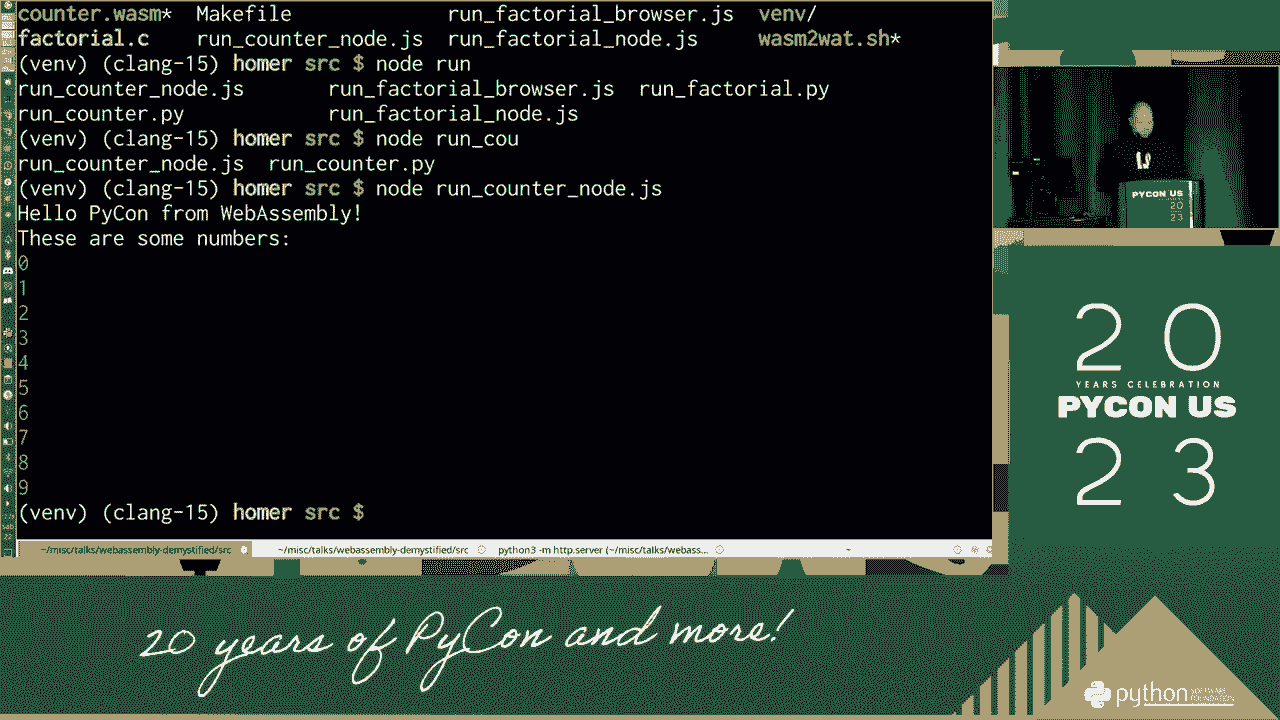 counter.wasm*  Makefile             run_factorial_browser.js  venv/
factorial.c    run_counter_node.js  run_factorial_node.js     wasm2wat.sh*
(venv) (clang-15) homer src $ node run
run_counter_node.js       run_factorial_browser.js  run_factorial.py
run_counter.py            run_factorial_node.js
(venv) (clang-15) homer src $ node run_cou
run_counter_node.js  run_counter.py
(venv) (clang-15) homer src $ node run_counter_node.js
Hello PyCon from WebAssembly!
These are some numbers:
0
1
2
3
4
5
6
7
8
9
(venv) (clang-15) homer src $
~/misc/talks/webassembly-demystified/src
~/misc/talks/webassembly-demystified/src
python3 -m http.server (~/misc/talks/webass...
PYCON US
20
23
20
YEARS CELEBRATION
PYCON US
23
20 years of PyCon and more!
python SOFTWARE
FOUNDATION